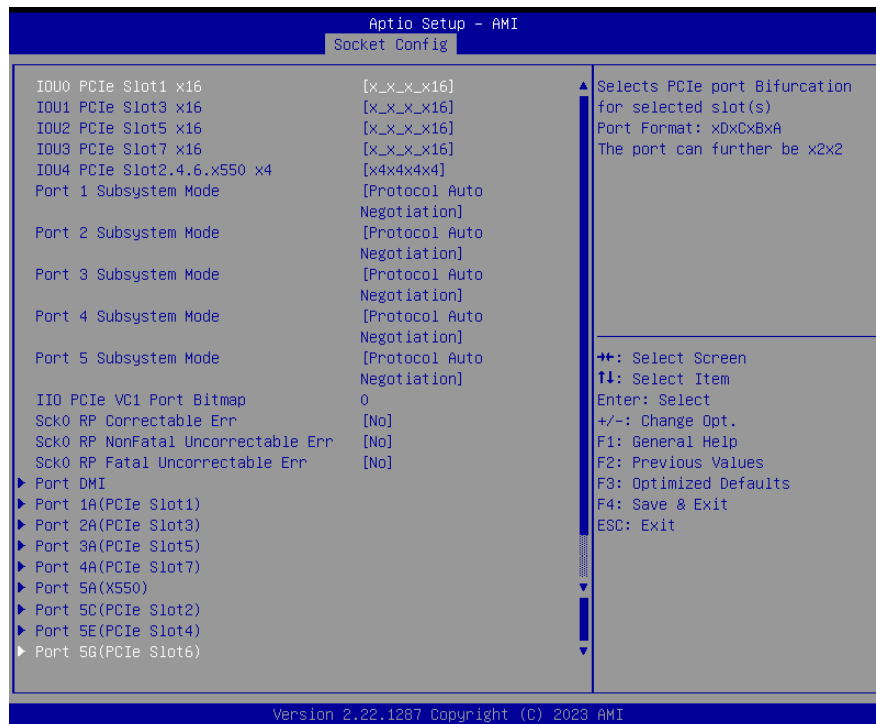 Aptio Setup - AMI
Socket Config
IOU0 PCIe Slot1 x16 [x_x_x_x16]
IOU1 PCIe Slot3 x16 [x_x_x_x16]
IOU2 PCIe Slot5 x16 [x_x_x_x16]
IOU3 PCIe Slot7 x16 [x_x_x_x16]
IOU4 PCIe Slot2.4.6.x550 x4 [x4x4x4x4]
Port 1 Subsystem Mode [Protocol Auto
Negotiation]
Port 2 Subsystem Mode [Protocol Auto
Negotiation]
Port 3 Subsystem Mode [Protocol Auto
Negotiation]
Port 4 Subsystem Mode [Protocol Auto
Negotiation]
Port 5 Subsystem Mode [Protocol Auto
Negotiation]
IIO PCIe VC1 Port Bitmap 0
Sck0 RP Correctable Err [No]
Sck0 RP NonFatal Uncorrectable Err [No]
Sck0 RP Fatal Uncorrectable Err [No]
Port DMI
Port 1A(PCIe Slot1)
Port 2A(PCIe Slot3)
Port 3A(PCIe Slot5)
Port 4A(PCIe Slot7)
Port 5A(X550)
Port 5C(PCIe Slot2)
Port 5E(PCIe Slot4)
Port 5G(PCIe Slot6)
Selects PCIe port Bifurcation
for selected slot(s)
Port Format: xDxCxBxA
The port can further be x2x2
→←: Select Screen
↑↓: Select Item
Enter: Select
+/-: Change Opt.
F1: General Help
F2: Previous Values
F3: Optimized Defaults
F4: Save & Exit
ESC: Exit
Version 2.22.1287 Copyright (C) 2023 AMI